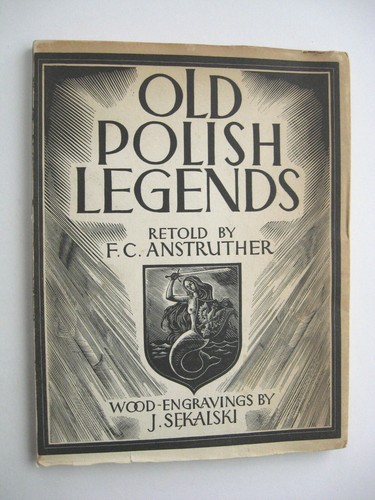 OLD
POLISH
LEGENDS
RETOLD BY
F.C. ANSTRUTHER
WOOD-ENGRAVINGS BY
J. SĘKALSKI